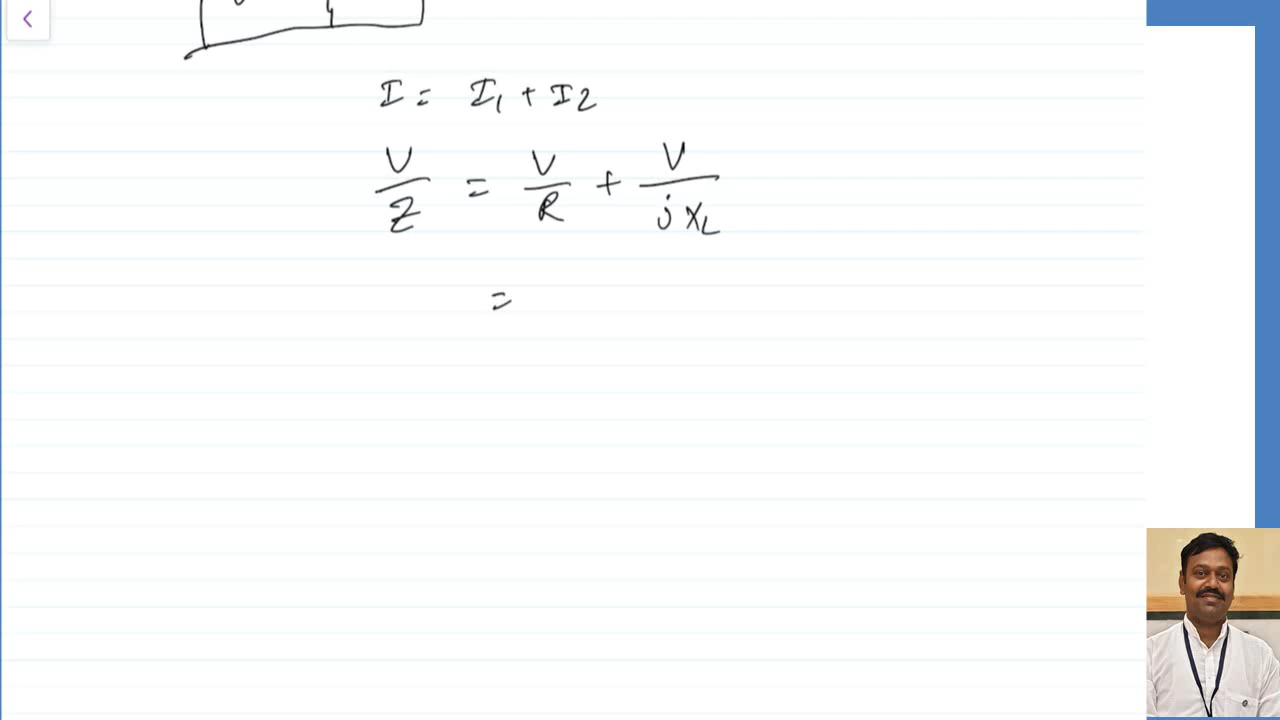 I = I1 + I2
V/Z = V/R + V/jXL
=